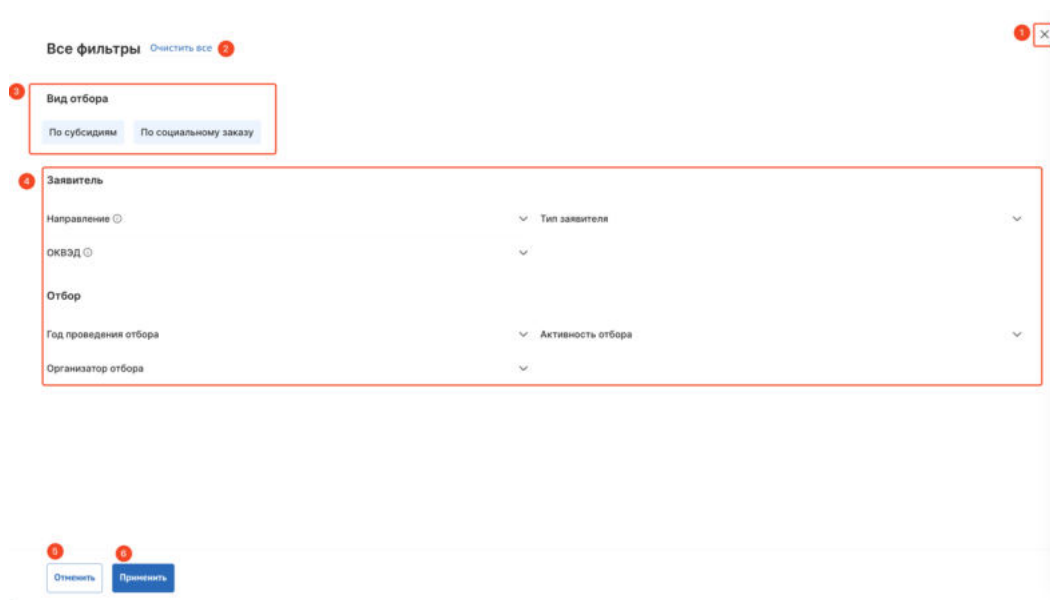 1
Все фильтры Очистить все 2
3
Вид отбора
По субсидиям По социальному заказу
4 Заявитель
Направление Тип заявителя
ОКВЭД
Отбор
Год проведения отбора Активность отбора
Организатор отбора
5 6
Отменить Применить